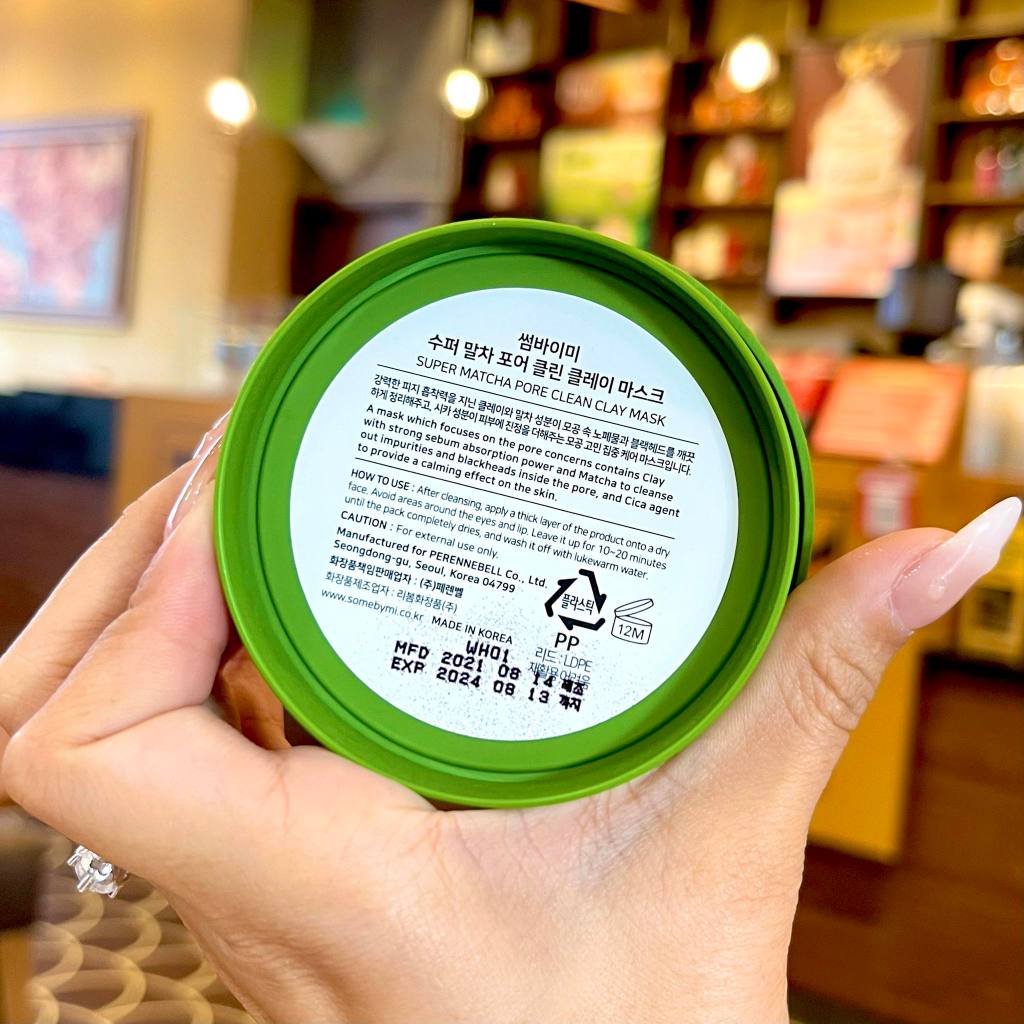 썸바이미
수퍼 말차 포어 클린 클레이 마스크
SUPER MATCHA PORE CLEAN CLAY MASK
강력한 피지 흡착력을 지닌 클레이와 말차 성분이 모공 속 노폐물과 블랙헤드를 깨끗
하게 정리해주고, 시카 성분이 피부에 진정을 더해주는 모공 고민 집중 케어 마스크입니다.
A mask which focuses on the pore concerns contains Clay
with strong sebum absorption power and Matcha to cleanse
out impurities and blackheads inside the pore, and Cica agent
to provide a calming effect on the skin.
HOW TO USE : After cleansing, apply a thick layer of the product onto a dry
face. Avoid areas around the eyes and lip. Leave it up for 10~20 minutes
until the pack completely dries, and wash it off with lukewarm water.
CAUTION : For external use only.
Manufactured for PERENNEBELL Co., Ltd.
Seongdong-gu, Seoul, Korea 04799
화장품책임판매업자 : (주)페렌벨
화장품제조업자 : 리봄화장품(주)
www.somebymi.co.kr MADE IN KOREA
플라스틱
PP
리드 : LDPE
재활용 어려움
12M
WH01
MFD 2021 08 14 제조
EXP 2024 08 13 까지